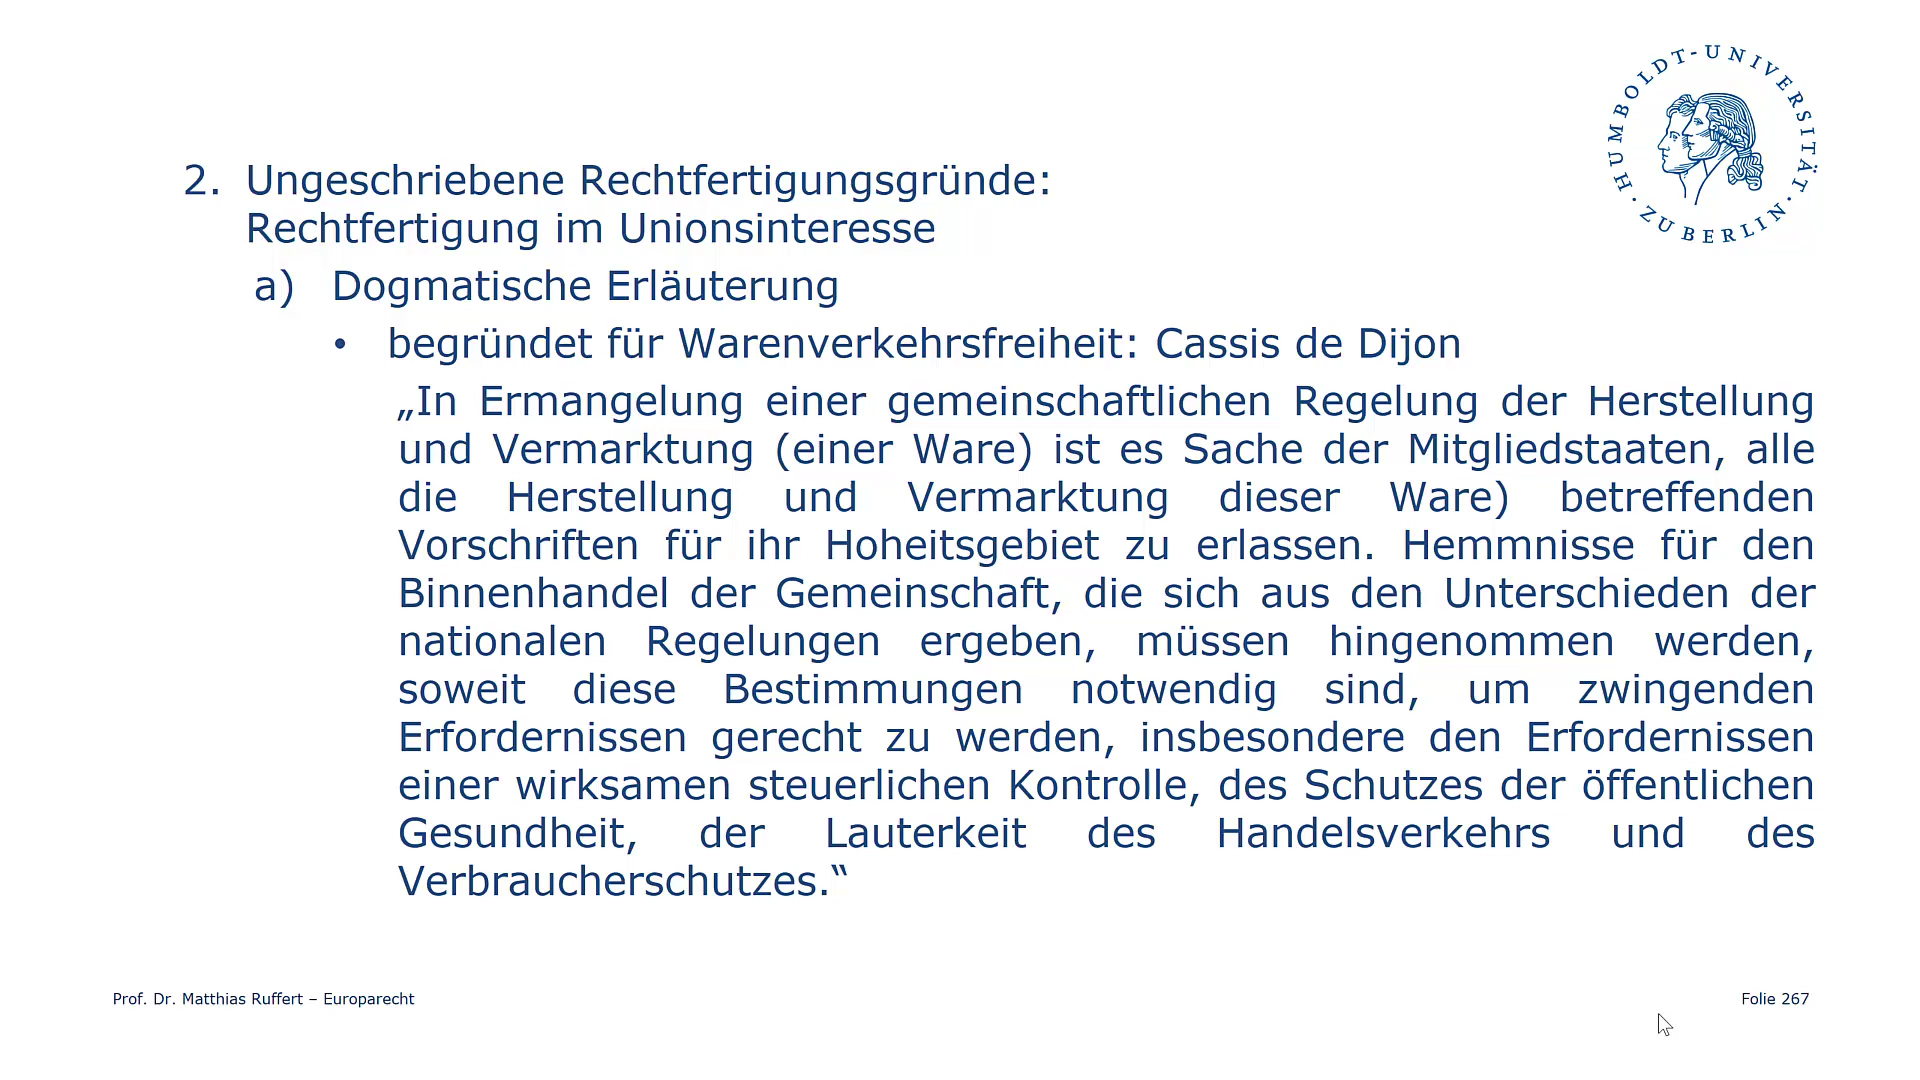 HUMBOLDT-UNIVERSITÄT · ZU BERLIN ·
2. Ungeschriebene Rechtfertigungsgründe:
Rechtfertigung im Unionsinteresse
a) Dogmatische Erläuterung
• begründet für Warenverkehrsfreiheit: Cassis de Dijon
„In Ermangelung einer gemeinschaftlichen Regelung der Herstellung
und Vermarktung (einer Ware) ist es Sache der Mitgliedstaaten, alle
die Herstellung und Vermarktung dieser Ware) betreffenden
Vorschriften für ihr Hoheitsgebiet zu erlassen. Hemmnisse für den
Binnenhandel der Gemeinschaft, die sich aus den Unterschieden der
nationalen Regelungen ergeben, müssen hingenommen werden,
soweit diese Bestimmungen notwendig sind, um zwingenden
Erfordernissen gerecht zu werden, insbesondere den Erfordernissen
einer wirksamen steuerlichen Kontrolle, des Schutzes der öffentlichen
Gesundheit, der Lauterkeit des Handelsverkehrs und des
Verbraucherschutzes.“
Prof. Dr. Matthias Ruffert – Europarecht
Folie 267